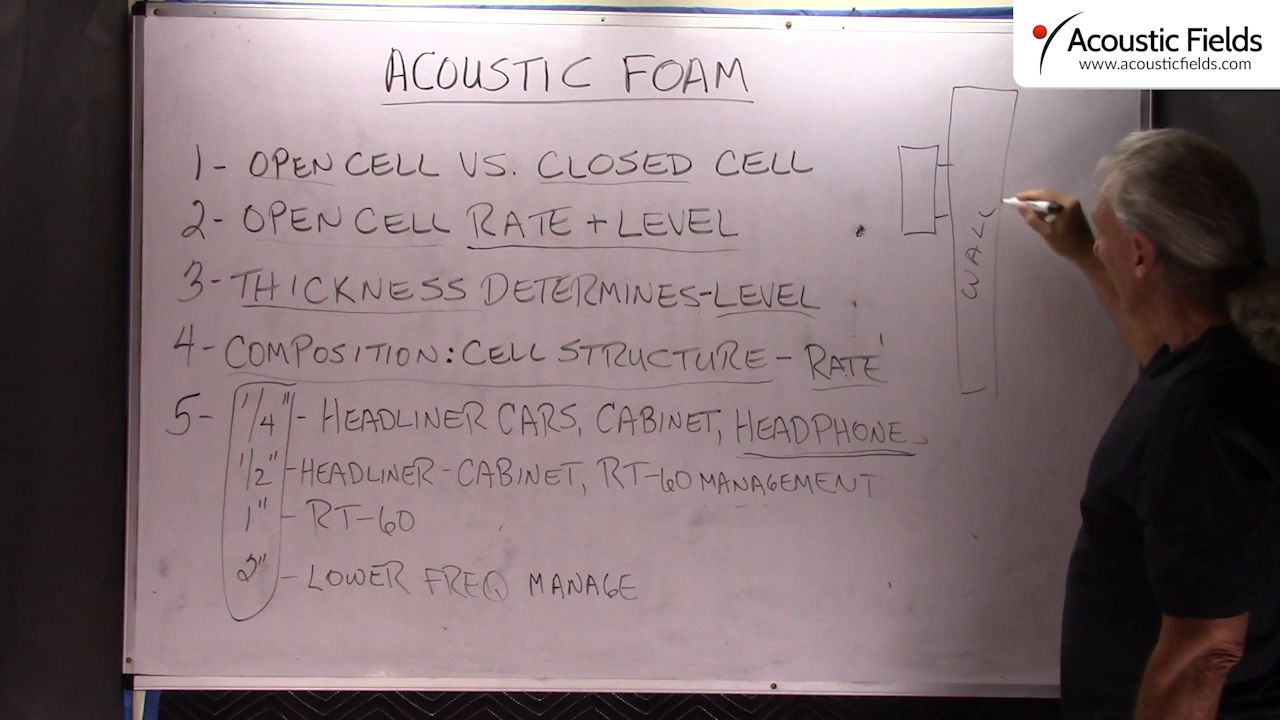 Acoustic Fields
www.acousticfields.com
ACOUSTIC FOAM
1- OPEN CELL VS. CLOSED CELL
2- OPEN CELL RATE + LEVEL
3- THICKNESS DETERMINES-LEVEL
4- COMPOSITION: CELL STRUCTURE - RATE
5- 1/4" - HEADLINER CARS, CABINET, HEADPHONES
1/2" - HEADLINER - CABINET, RT-60 MANAGEMENT
1" - RT-60
2" - LOWER FREQ MANAGE
WALL